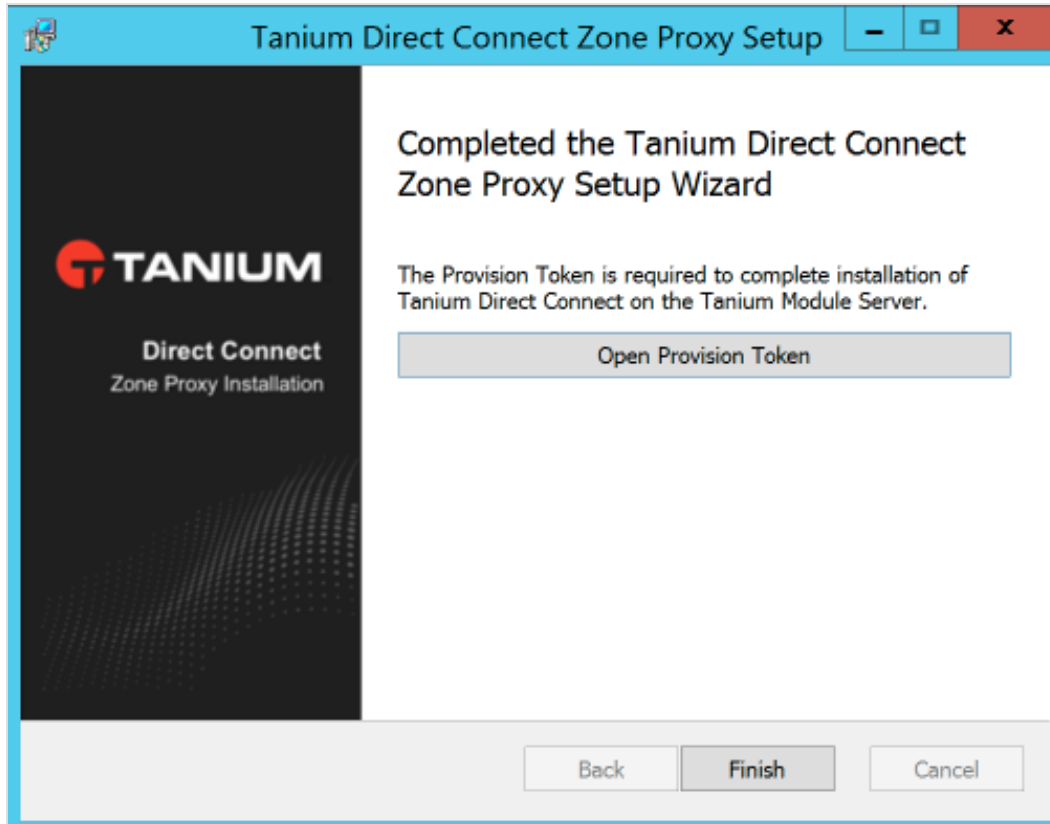 Tanium Direct Connect Zone Proxy Setup
Completed the Tanium Direct Connect
Zone Proxy Setup Wizard
TANIUM
The Provision Token is required to complete installation of
Tanium Direct Connect on the Tanium Module Server.
Direct Connect
Zone Proxy Installation
Open Provision Token
Back
Finish
Cancel